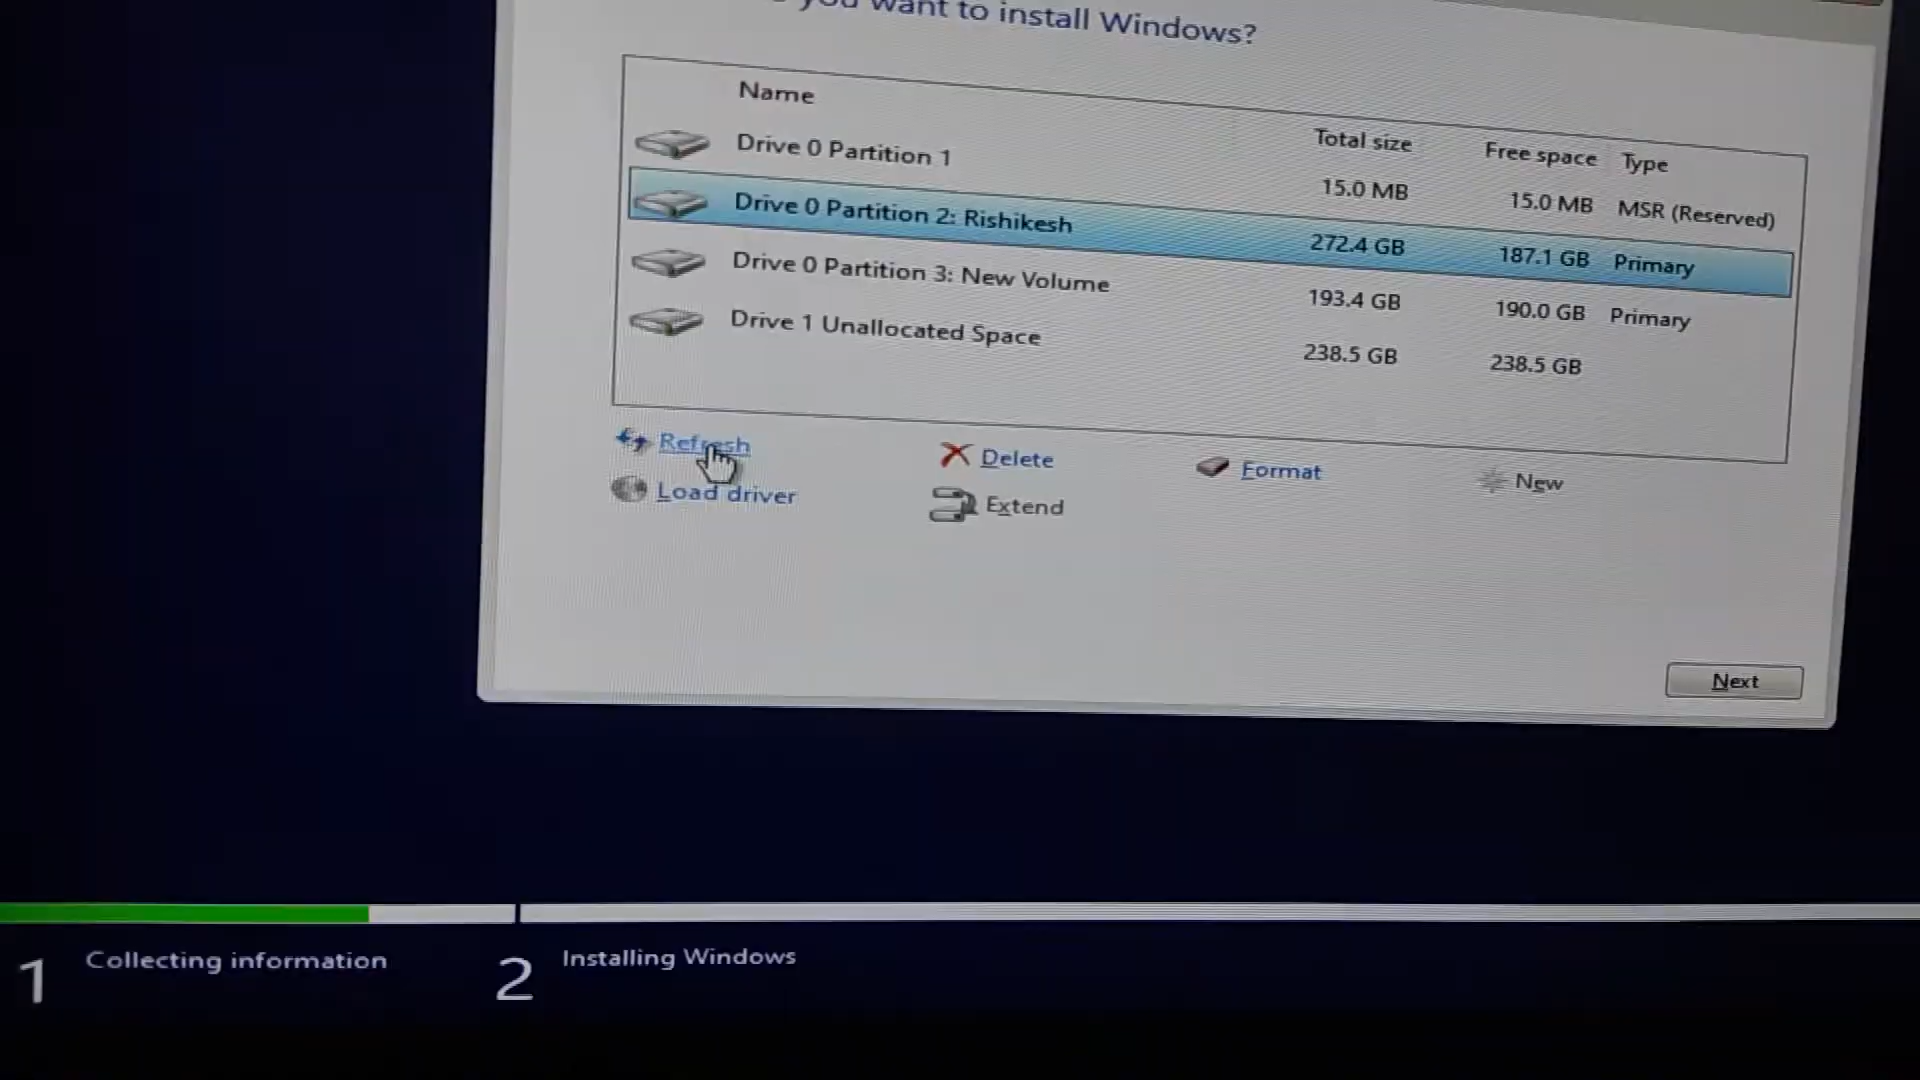 you want to install Windows?
Name Total size Free space Type
Drive 0 Partition 1 15.0 MB 15.0 MB MSR (Reserved)
Drive 0 Partition 2: Rishikesh 272.4 GB 187.1 GB Primary
Drive 0 Partition 3: New Volume 193.4 GB 190.0 GB Primary
Drive 1 Unallocated Space 238.5 GB 238.5 GB
Refresh Delete Format New
Load driver Extend
Next
1 Collecting information 2 Installing Windows